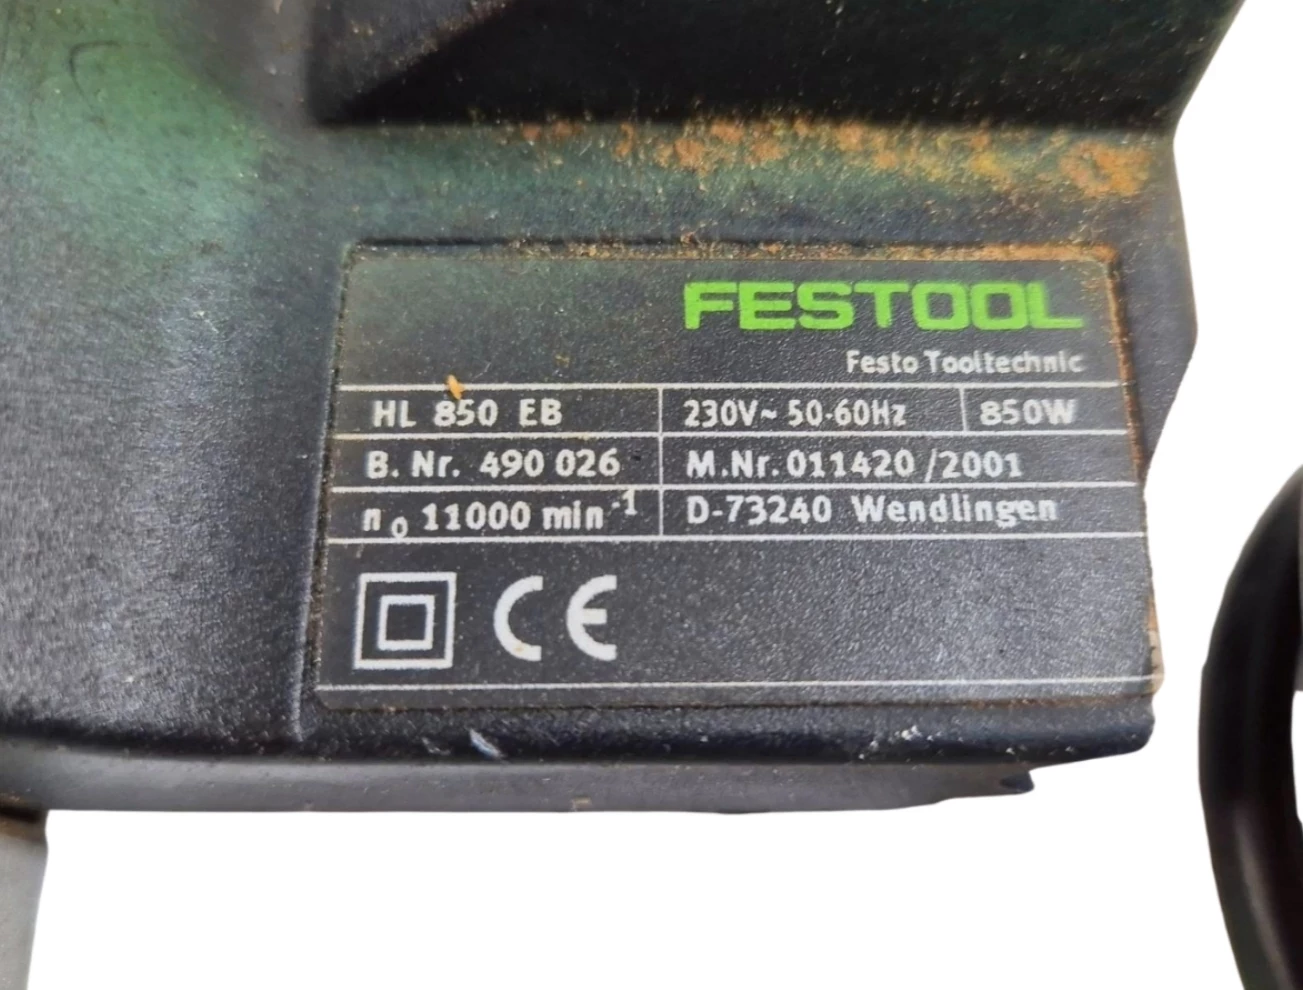 FESTOOL
Festo Tooltechnic
HL 850 EB 230V~ 50-60Hz 850W
B. Nr. 490 026 M.Nr. 011420 /2001
n₀ 11000 min⁻¹ D-73240 Wendlingen
CE